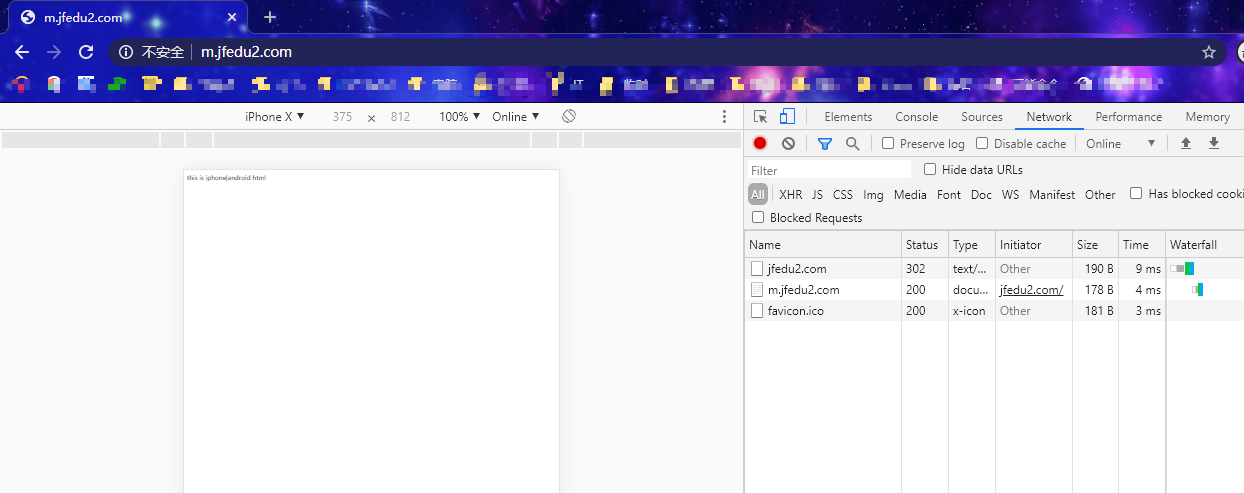 m.jfedu2.com
不安全 m.jfedu2.com
IT
iPhone X 375 × 812 100% Online
Elements Console Sources Network Performance Memory
Preserve log Disable cache Online
Filter Hide data URLs
All XHR JS CSS Img Media Font Doc WS Manifest Other Has blocked cooki
Blocked Requests
Name Status Type Initiator Size Time Waterfall
jfedu2.com 302 text/... Other 190 B 9 ms
m.jfedu2.com 200 docu... jfedu2.com/ 178 B 4 ms
favicon.ico 200 x-icon Other 181 B 3 ms
this is iphone|android html